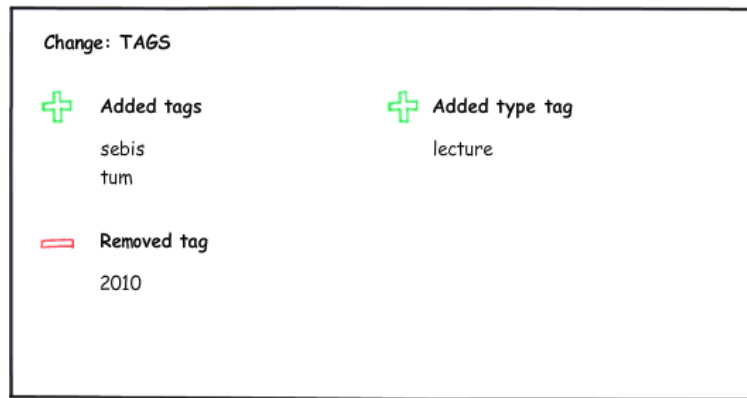 Change: TAGS
Added tags
sebis
tum
Added type tag
lecture
Removed tag
2010